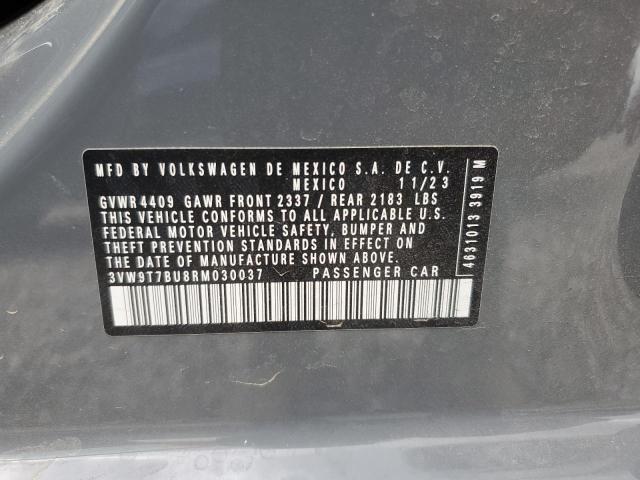 MFD BY VOLKSWAGEN DE MEXICO S.A. DE C.V.
MEXICO 11/23
GVWR 4409 GAWR FRONT 2337 / REAR 2183 LBS
THIS VEHICLE CONFORMS TO ALL APPLICABLE U.S.
FEDERAL MOTOR VEHICLE SAFETY, BUMPER AND
THEFT PREVENTION STANDARDS IN EFFECT ON
THE DATE OF MANUFACTURE SHOWN ABOVE.
3VW9T7BU8RM030037 PASSENGER CAR
4631013 3919 M